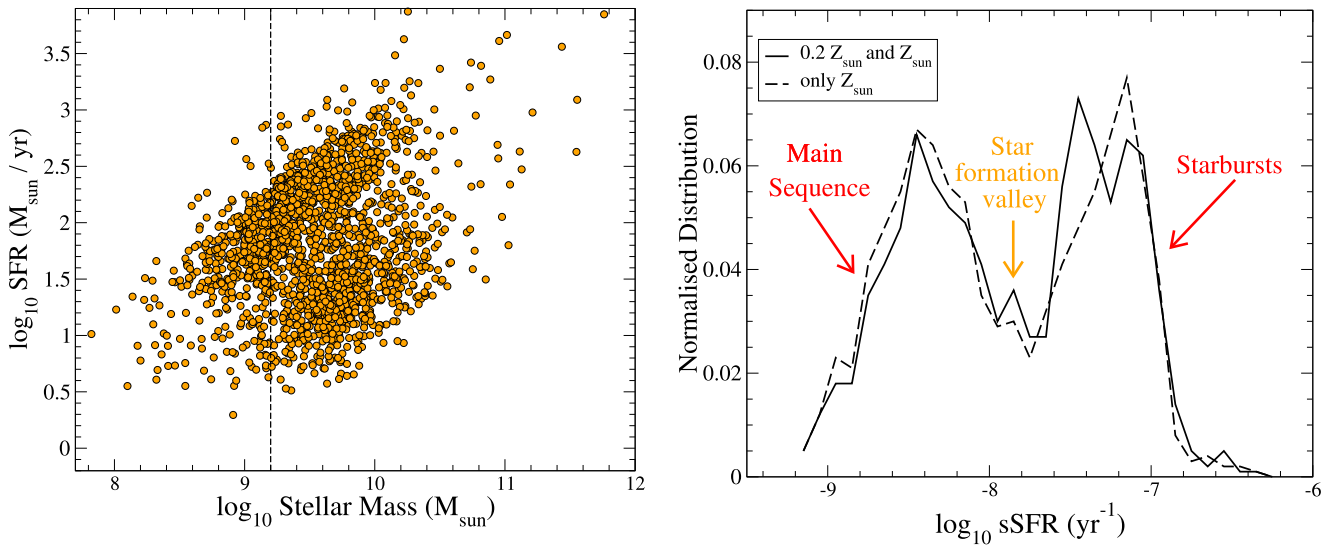 3.5
3
2.5
2
1.5
1
0.5
0
log10 SFR (Msun / yr)
8
9
10
11
12
log10 Stellar Mass (Msun)
0.08
0.06
0.04
0.02
0
Normalised Distribution
0.2 Zsun and Zsun
only Zsun
Main
Sequence
Star
formation
valley
Starbursts
-9
-8
-7
-6
log10 sSFR (yr-1)